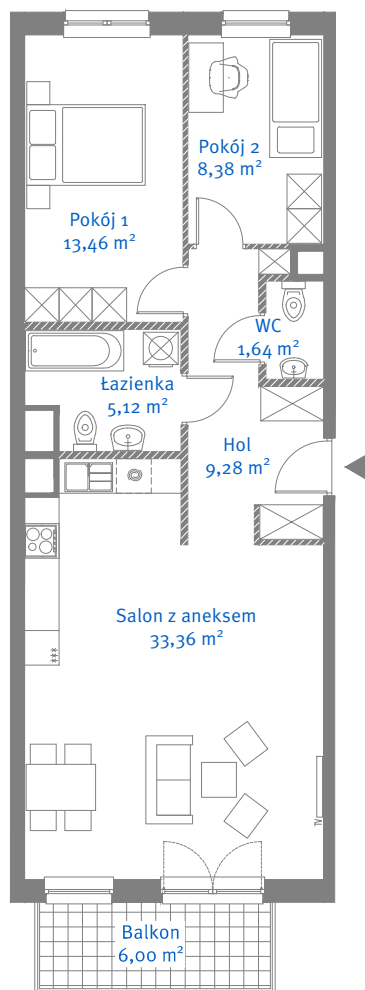 Pokój 2
8,38 m²
Pokój 1
13,46 m²
WC
1,64 m²
Łazienka
5,12 m²
Hol
9,28 m²
Salon z aneksem
33,36 m²
TV
Balkon
6,00 m²